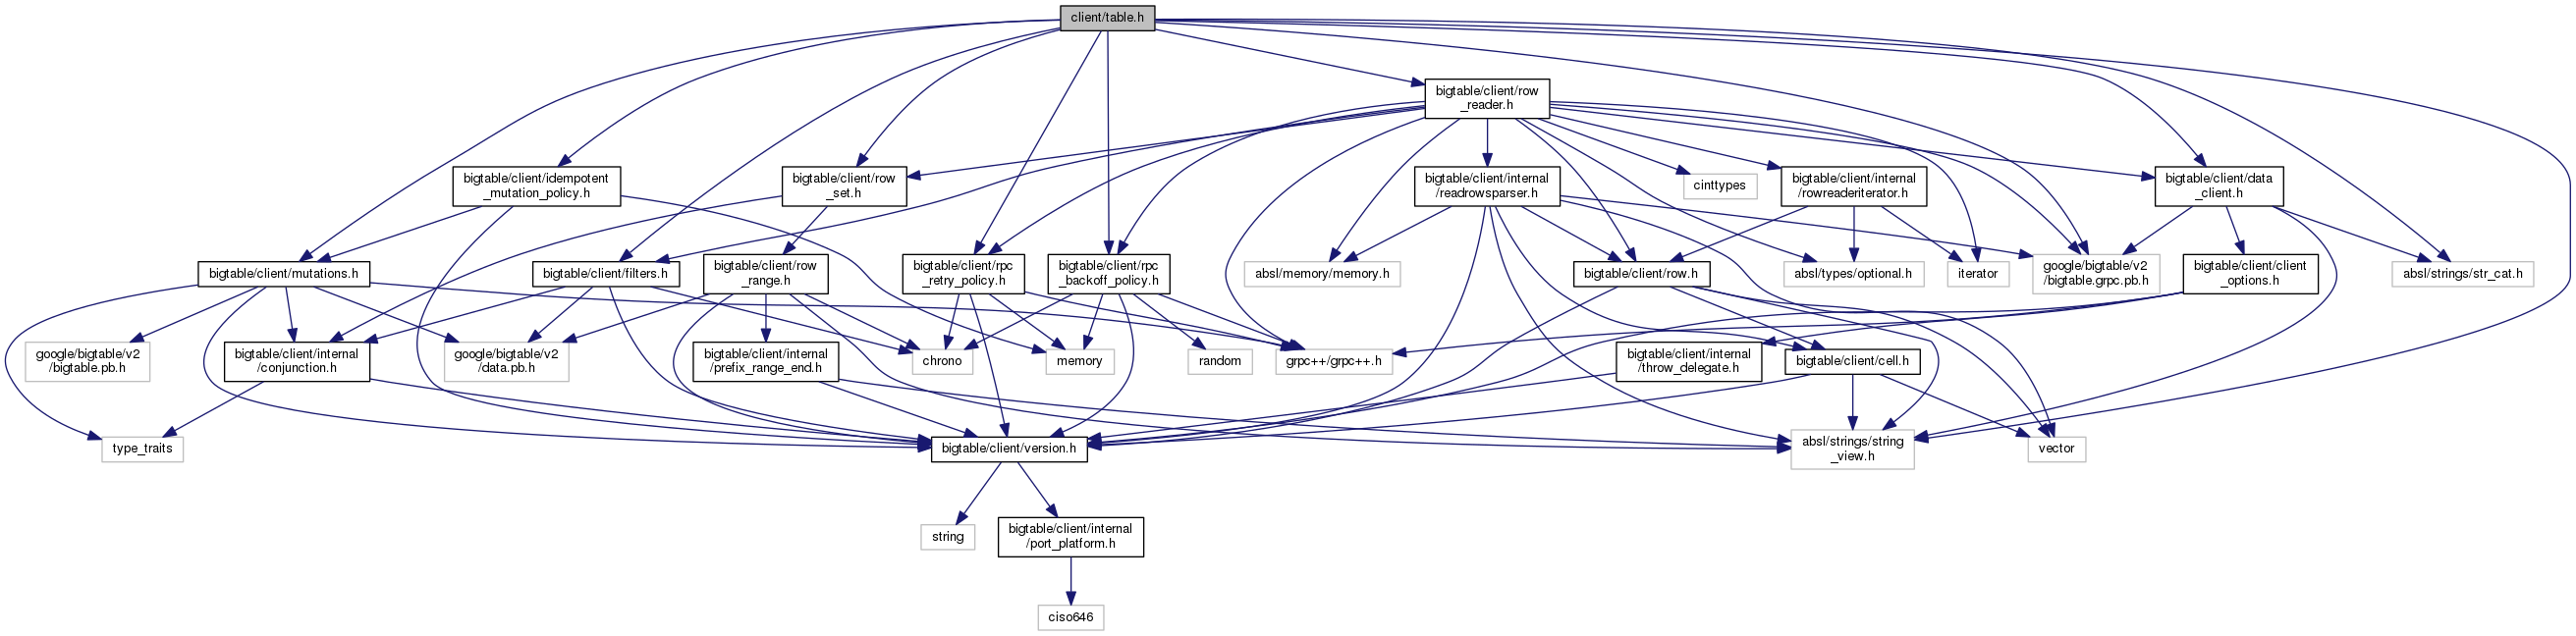 client/table.h
bigtable/client/row
_reader.h
bigtable/client/idempotent
_mutation_policy.h
bigtable/client/row
_set.h
bigtable/client/internal
/readrowsparser.h
cinttypes
bigtable/client/internal
/rowreaderiterator.h
bigtable/client/data
_client.h
bigtable/client/mutations.h
bigtable/client/filters.h
bigtable/client/row
_range.h
bigtable/client/rpc
_retry_policy.h
bigtable/client/rpc
_backoff_policy.h
absl/memory/memory.h
bigtable/client/row.h
absl/types/optional.h
iterator
google/bigtable/v2
/bigtable.grpc.pb.h
bigtable/client/client
_options.h
absl/strings/str_cat.h
google/bigtable/v2
/bigtable.pb.h
bigtable/client/internal
/conjunction.h
google/bigtable/v2
/data.pb.h
bigtable/client/internal
/prefix_range_end.h
chrono
memory
random
grpc++/grpc++.h
bigtable/client/internal
/throw_delegate.h
bigtable/client/cell.h
type_traits
bigtable/client/version.h
absl/strings/string
_view.h
vector
string
bigtable/client/internal
/port_platform.h
ciso646